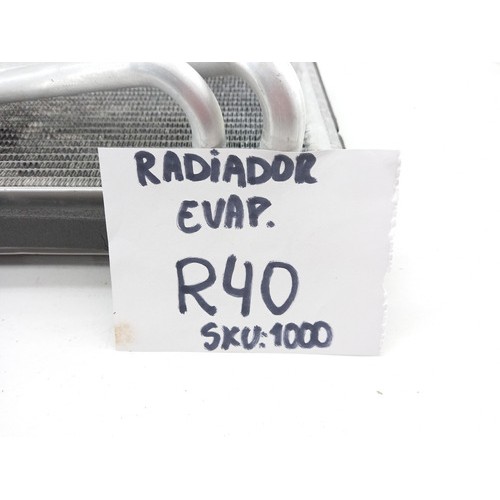 RADiADOR
EVAP.
R40
SKU:1000